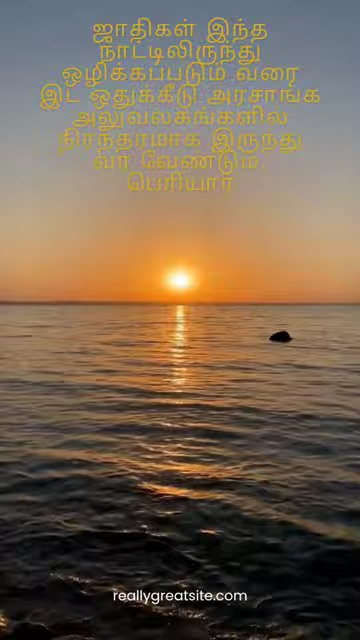 ஜாதிகள் இந்த
நாட்டிலிருந்து
ஒழிக்கப்படும் வரை
இட ஒதுக்கீடு அரசாங்க
அலுவலகங்களில்
நிரந்தரமாக இருந்து
வர வேண்டும்.
பெரியார்
reallygreatsite.com